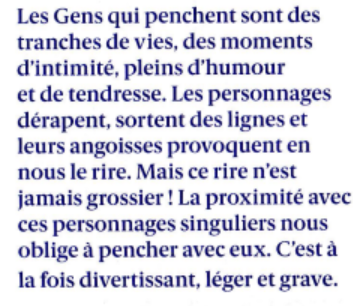 Les Gens qui penchent sont des
tranches de vies, des moments
d'intimité, pleins d'humour
et de tendresse. Les personnages
dérapent, sortent des lignes et
leurs angoisses provoquent en
nous le rire. Mais ce rire n'est
jamais grossier ! La proximité avec
ces personnages singuliers nous
oblige à pencher avec eux. C'est à
la fois divertissant, léger et grave.